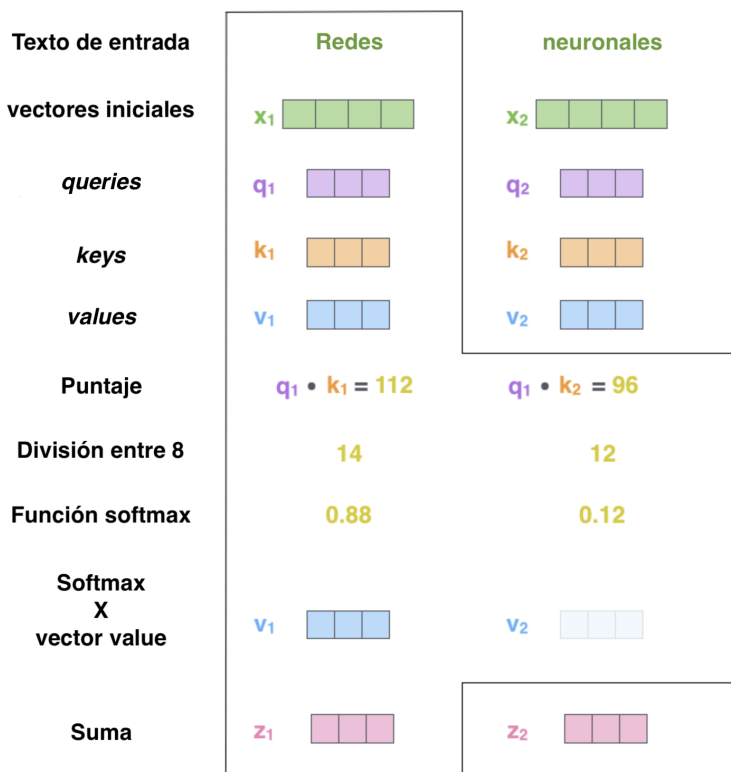 Texto de entrada Redes neuronales
vectores iniciales x₁ x₂
queries q₁ q₂
keys k₁ k₂
values v₁ v₂
Puntaje q₁ • k₁ = 112 q₁ • k₂ = 96
División entre 8 14 12
Función softmax 0.88 0.12
Softmax
X
vector value v₁ v₂
Suma z₁ z₂